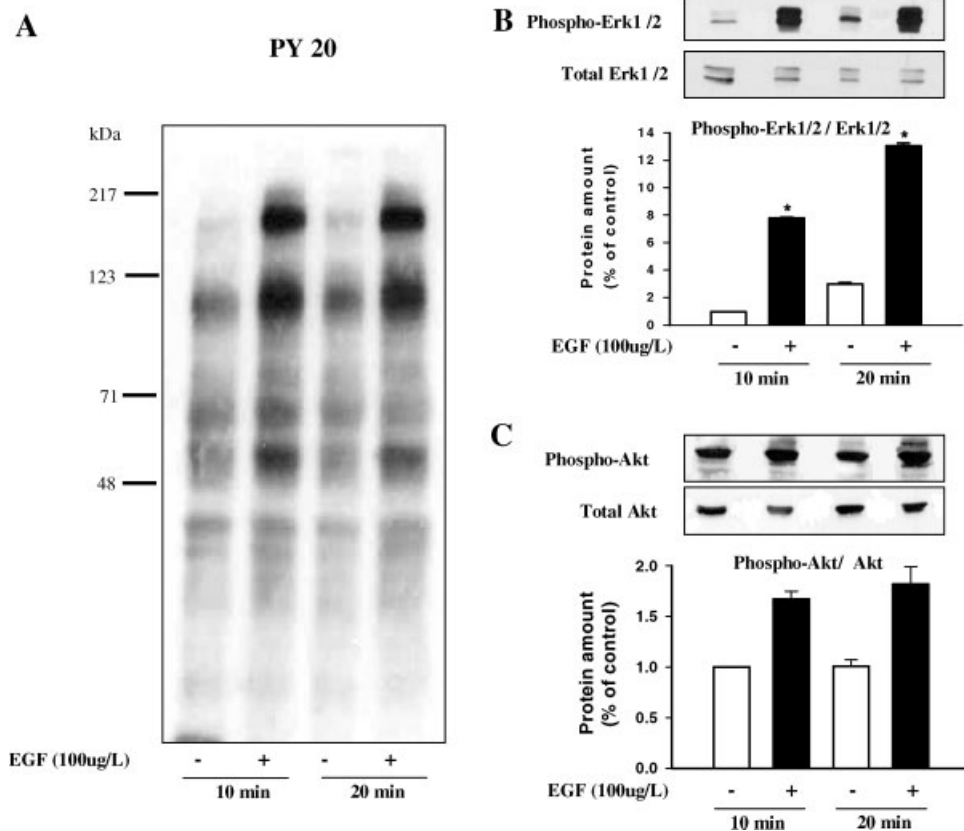 A
PY 20
kDa
217
123
71
48
EGF (100ug/L) - + - +
10 min 20 min
B
Phospho-Erk1 /2
Total Erk1 /2
Phospho-Erk1/2 / Erk1/2
Protein amount
(% of control)
14
12
10
8
6
4
2
0
* *
EGF (100ug/L) - + - +
10 min 20 min
C
Phospho-Akt
Total Akt
Phospho-Akt/ Akt
Protein amount
(% of control)
2.0
1.5
1.0
0.5
0.0
EGF (100ug/L) - + - +
10 min 20 min